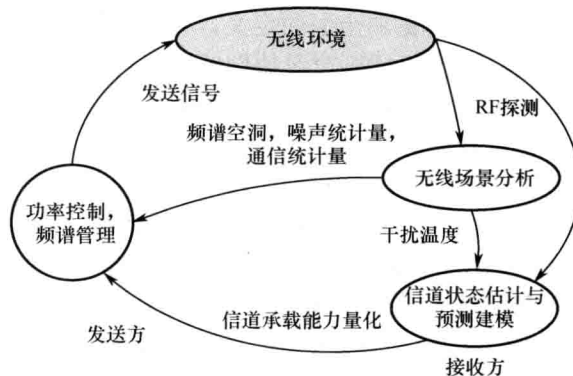 无线环境
发送信号
RF探测
频谱空洞，噪声统计量，
通信统计量
无线场景分析
功率控制，
频谱管理
干扰温度
信道状态估计与
预测建模
信道承载能力量化
发送方
接收方